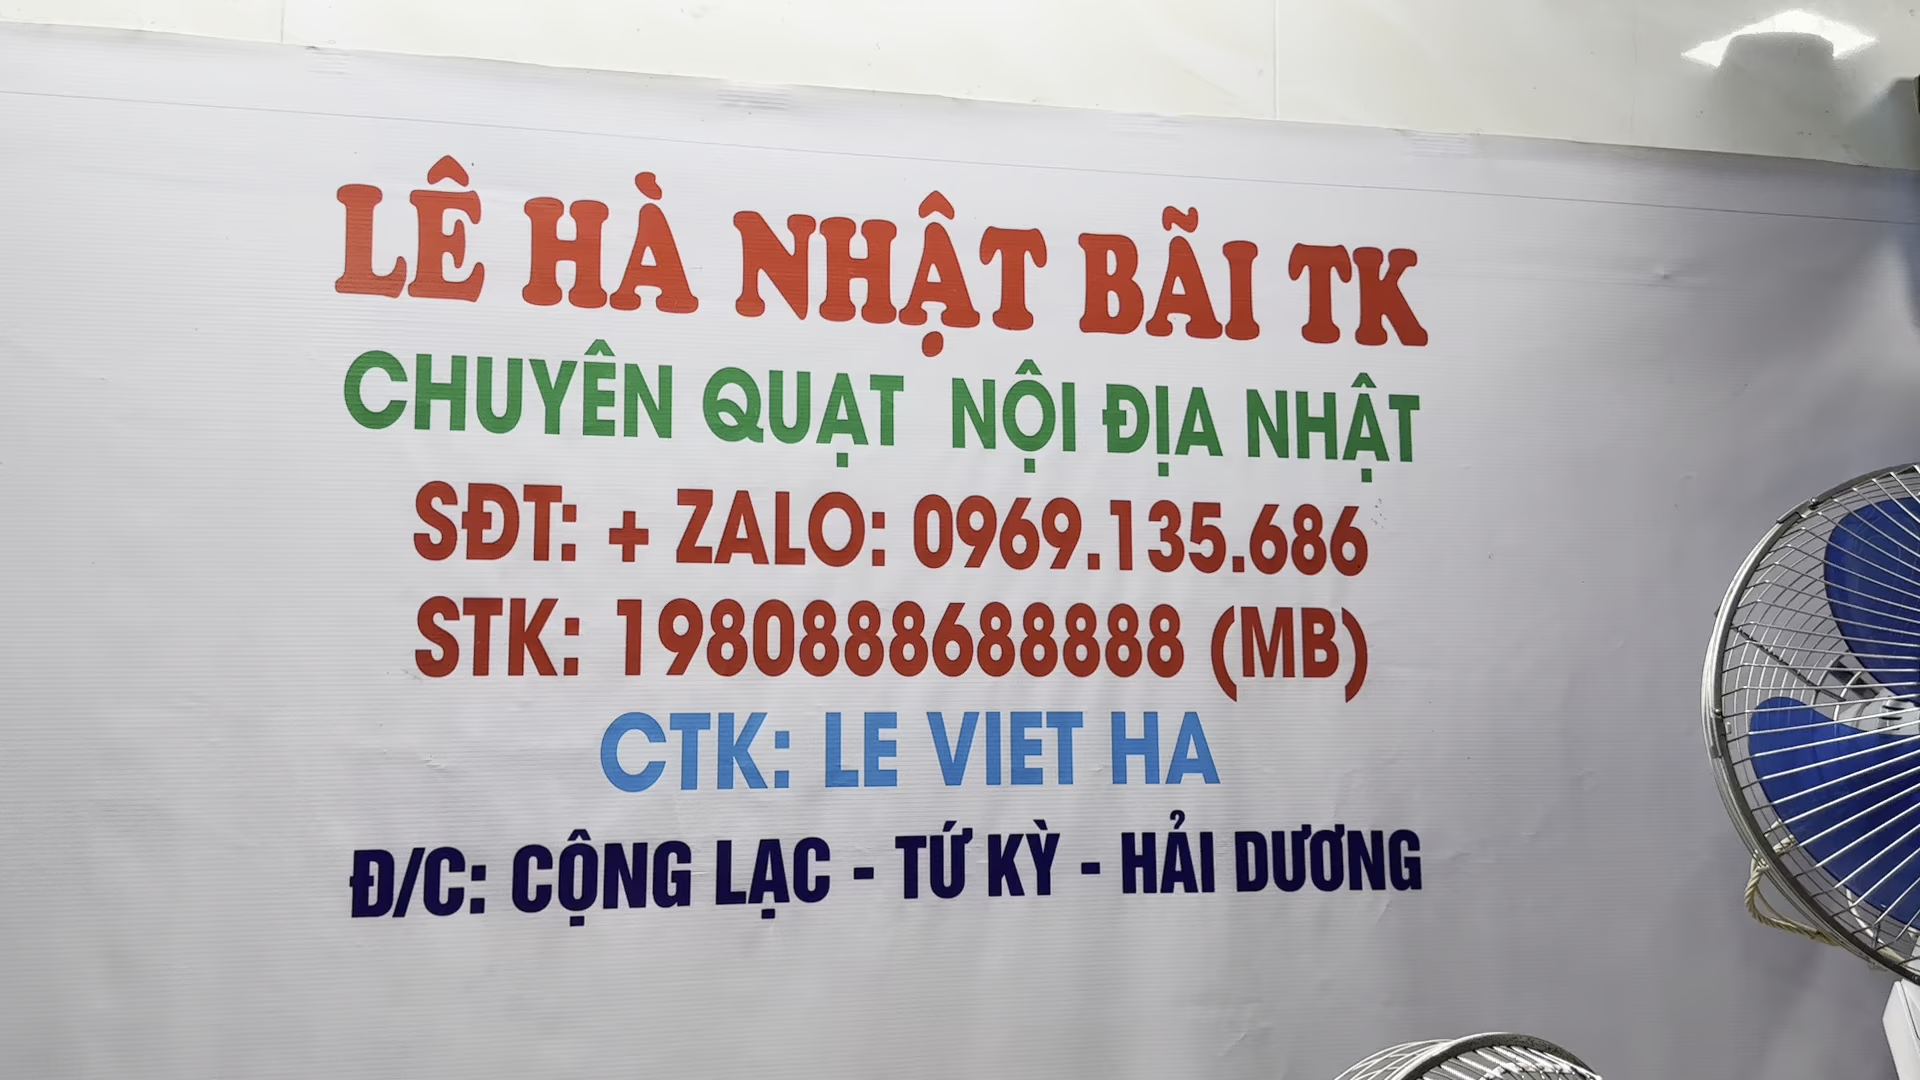 LÊ HÀ NHẬT BÃI TK
CHUYÊN QUẠT NỘI ĐỊA NHẬT
SĐT: + ZALO: 0969.135.686
STK: 1980888688888 (MB)
CTK: LE VIET HA
Đ/C: CỘNG LẠC - TỨ KỲ - HẢI DƯƠNG